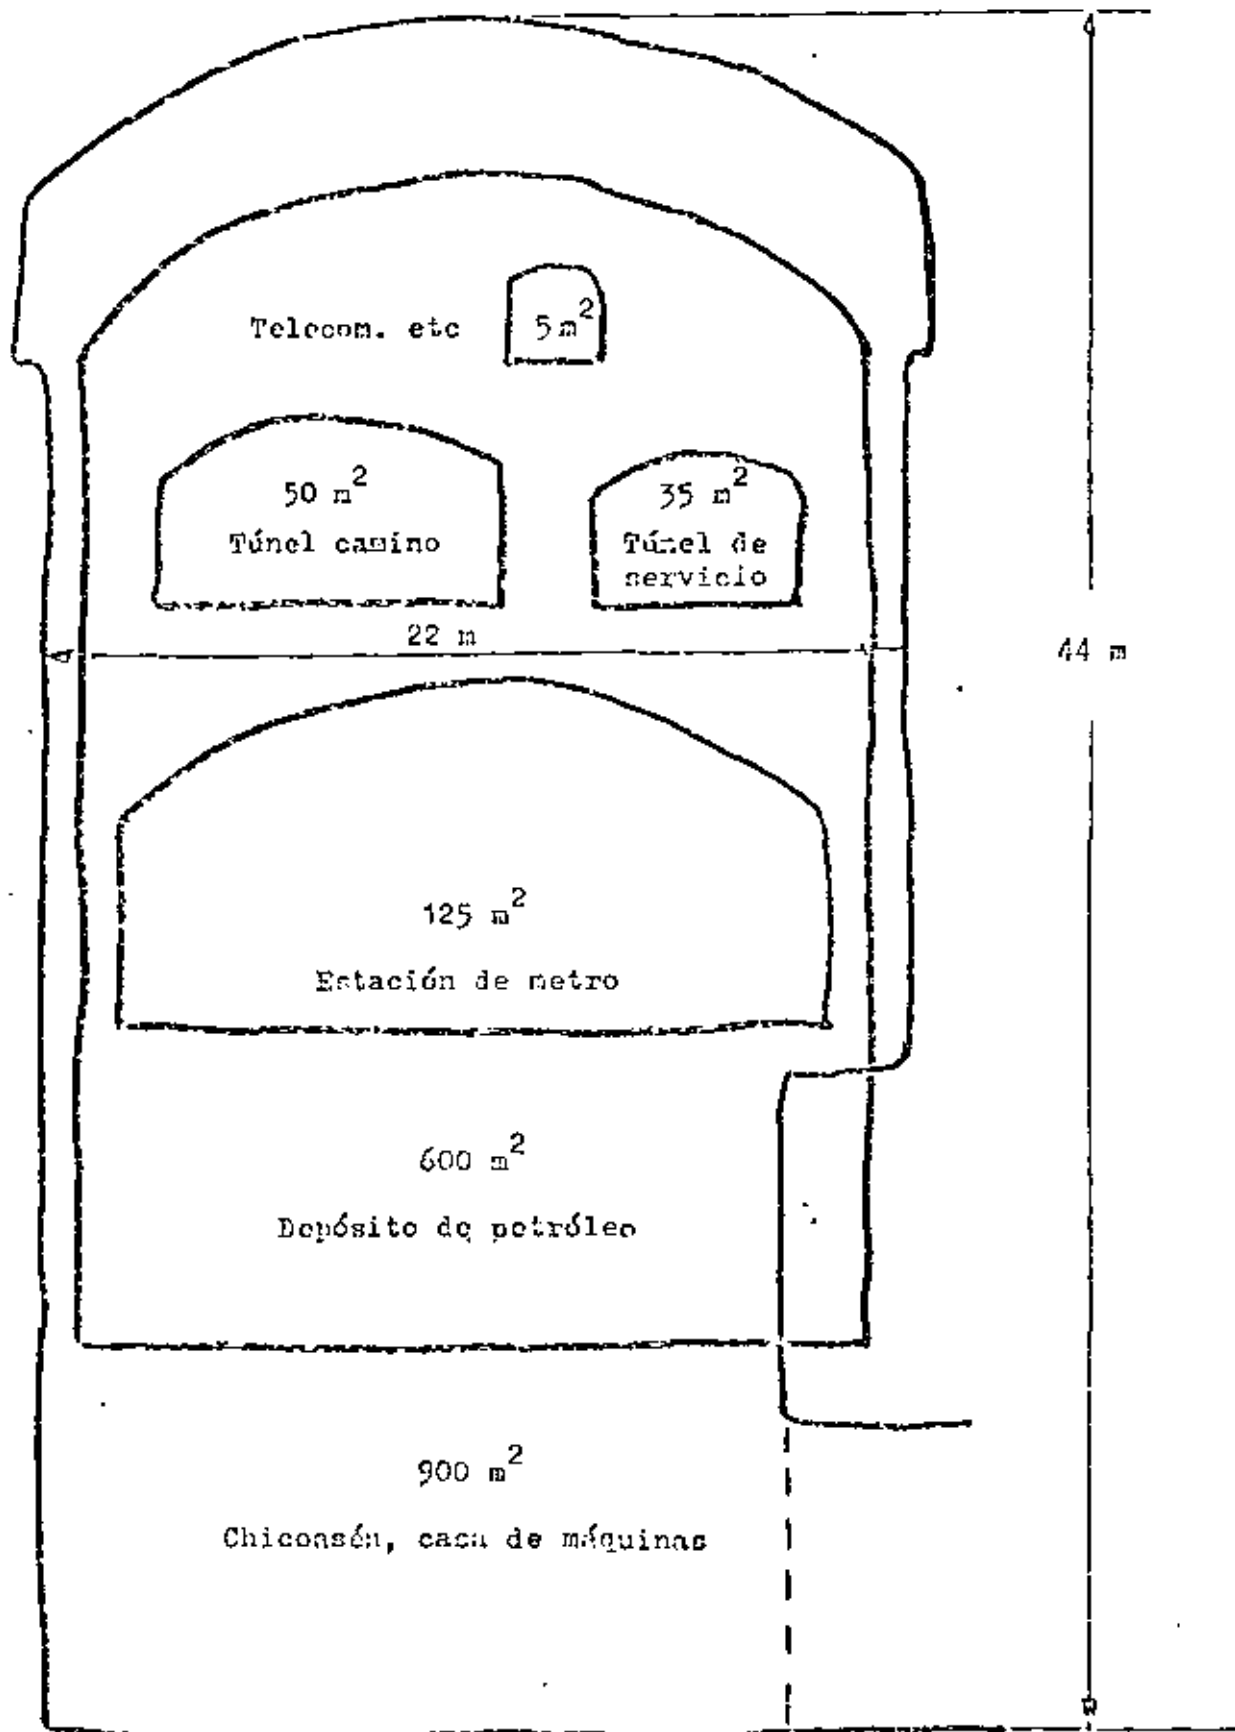 Telecom. etc
5 m²
50 m²
Túnel camino
35 m²
Túnel de
servicio
22 m
44 m
125 m²
Estación de metro
600 m²
Depósito de petróleo
900 m²
Chicoasén, casa de máquinas